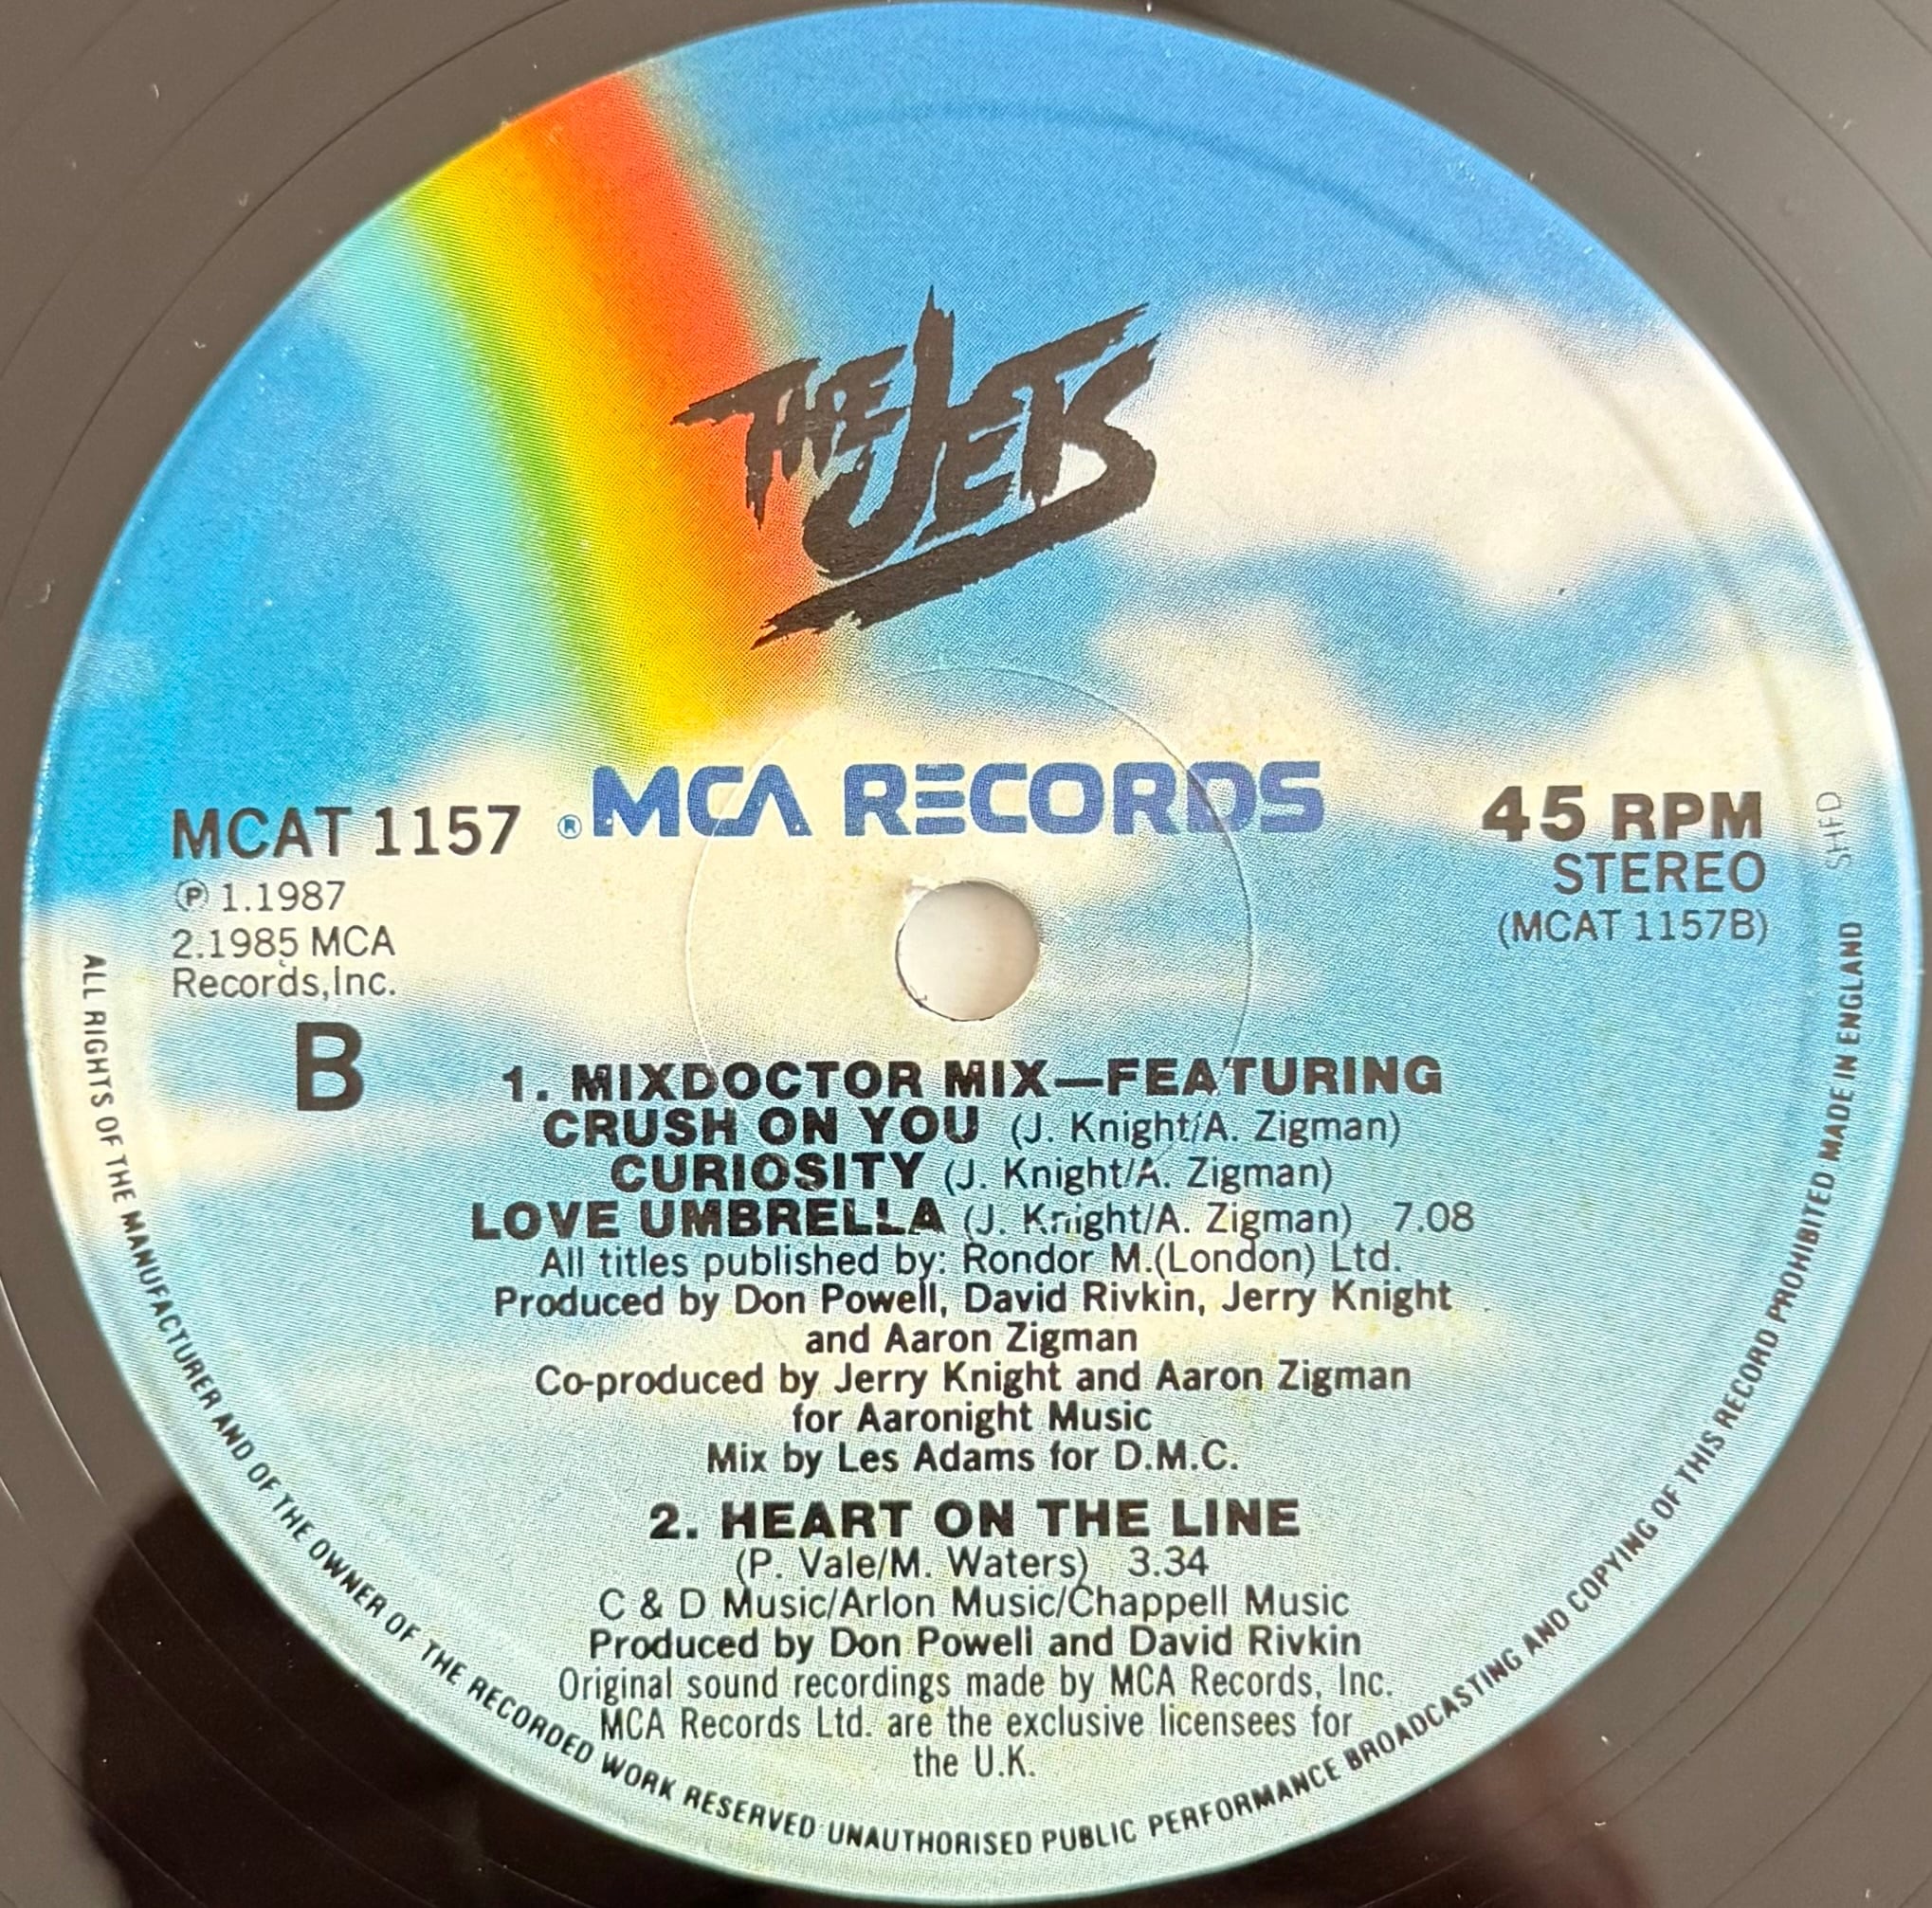 THE JETS
® MCA RECORDS
MCAT 1157
℗ 1.1987
2.1985 MCA
Records,Inc.
B
45 RPM
STEREO
(MCAT 1157B)
SHFD
1. MIXDOCTOR MIX—FEATURING
CRUSH ON YOU (J. Knight/A. Zigman)
CURIOSITY (J. Knight/A. Zigman)
LOVE UMBRELLA (J. Knight/A. Zigman) 7.08
All titles published by: Rondor M.(London) Ltd.
Produced by Don Powell, David Rivkin, Jerry Knight
and Aaron Zigman
Co-produced by Jerry Knight and Aaron Zigman
for Aaronight Music
Mix by Les Adams for D.M.C.
2. HEART ON THE LINE
(P. Vale/M. Waters) 3.34
C & D Music/Arlon Music/Chappell Music
Produced by Don Powell and David Rivkin
Original sound recordings made by MCA Records, Inc.
MCA Records Ltd. are the exclusive licensees for
the U.K.
ALL RIGHTS OF THE MANUFACTURER AND OF THE OWNER OF THE RECORDED WORK RESERVED UNAUTHORISED PUBLIC PERFORMANCE BROADCASTING AND COPYING OF THIS RECORD PROHIBITED MADE IN ENGLAND